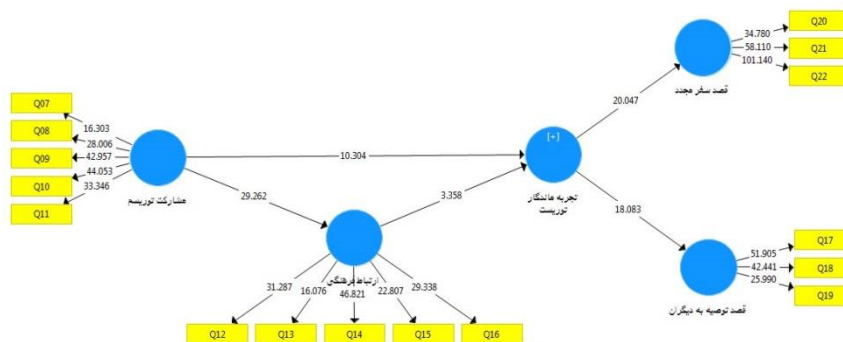 Q20
34.780
Q21
58.110
101.140
Q22
قصد سفر مجدد
20.047
Q07
16.303
Q08
28.006
Q09
42.957
Q10
44.053
33.346
Q11
مشارکت توریسم
10.304
[+]
تجربه ماندگار
توریست
29.262
3.358
18.083
ارتباط فرهنگی
31.287
16.076
46.821
22.807
29.338
Q12
Q13
Q14
Q15
Q16
51.905
Q17
42.441
Q18
25.990
Q19
قصد توصیه به دیگران